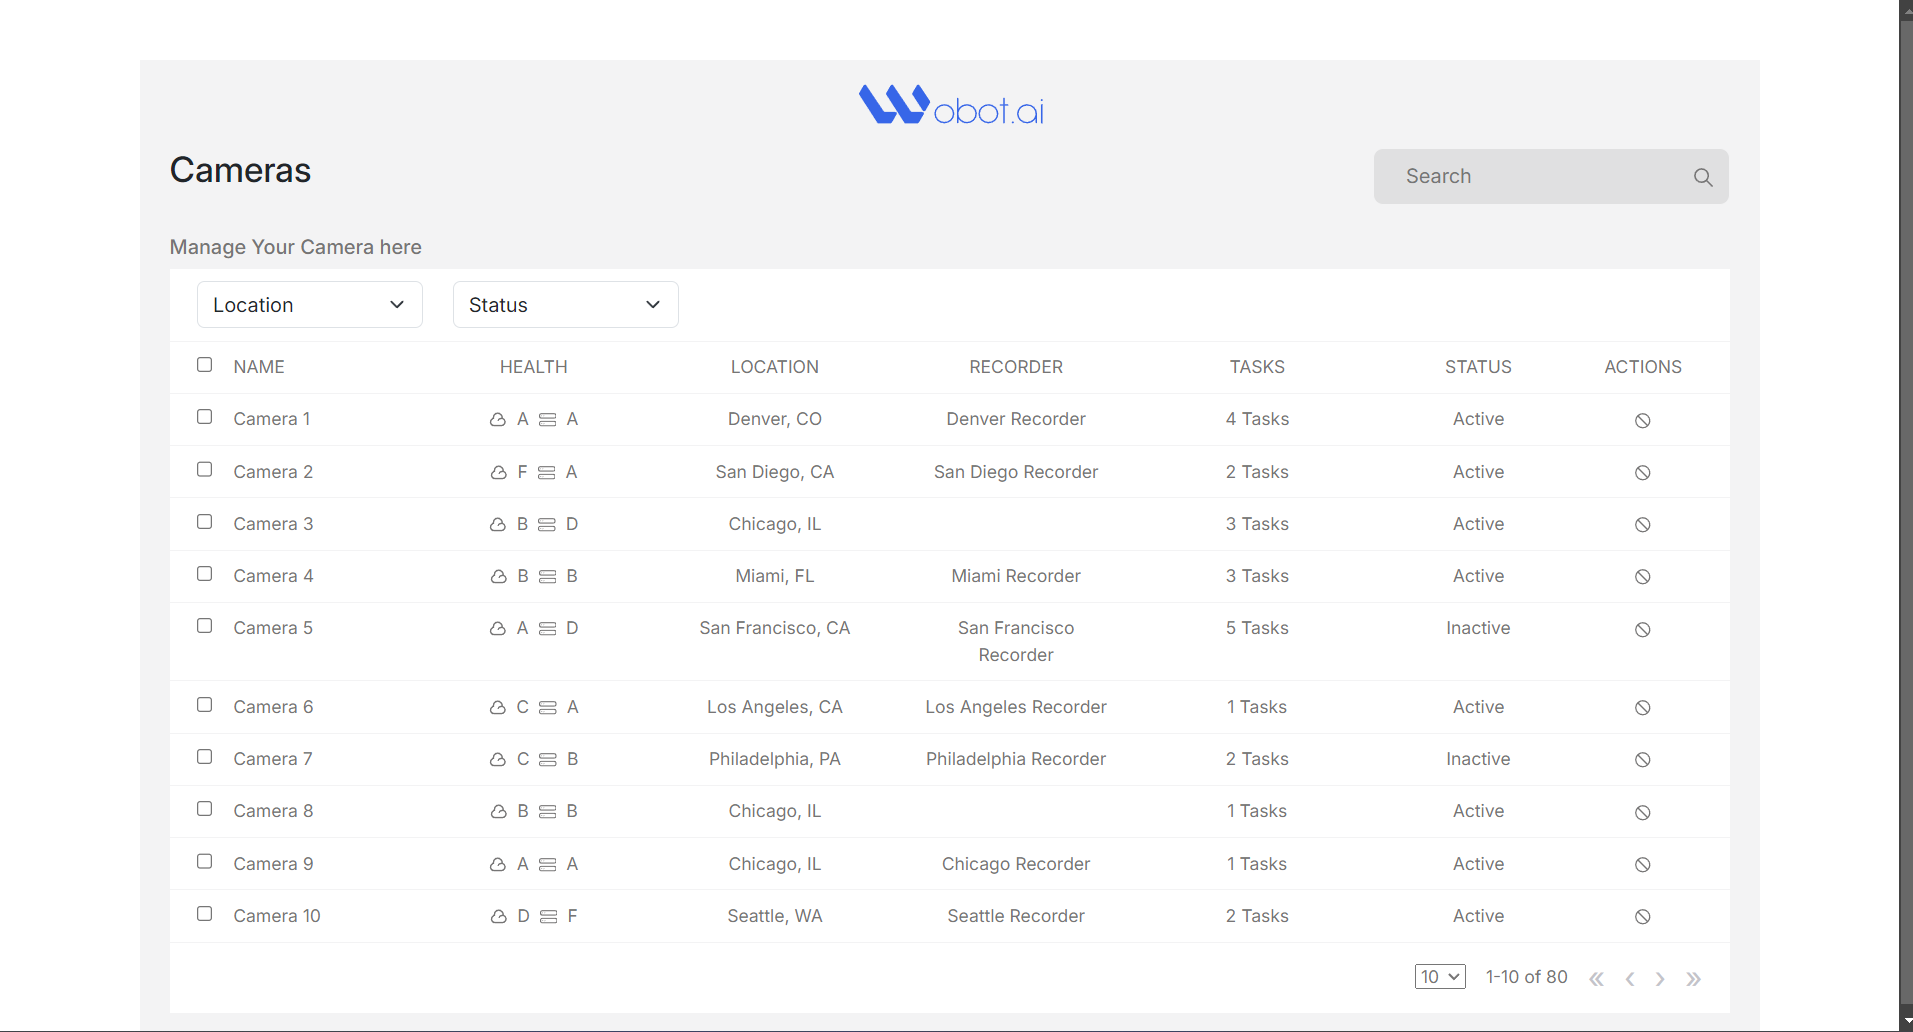 Wobot.ai
Cameras
Search
Manage Your Camera here
Location Status
NAME HEALTH LOCATION RECORDER TASKS STATUS ACTIONS
Camera 1 A A Denver, CO Denver Recorder 4 Tasks Active
Camera 2 F A San Diego, CA San Diego Recorder 2 Tasks Active
Camera 3 B D Chicago, IL 3 Tasks Active
Camera 4 B B Miami, FL Miami Recorder 3 Tasks Active
Camera 5 A D San Francisco, CA San Francisco 5 Tasks Inactive
Recorder
Camera 6 C A Los Angeles, CA Los Angeles Recorder 1 Tasks Active
Camera 7 C B Philadelphia, PA Philadelphia Recorder 2 Tasks Inactive
Camera 8 B B Chicago, IL 1 Tasks Active
Camera 9 A A Chicago, IL Chicago Recorder 1 Tasks Active
Camera 10 D F Seattle, WA Seattle Recorder 2 Tasks Active
10 1-10 of 80 « ‹ › »